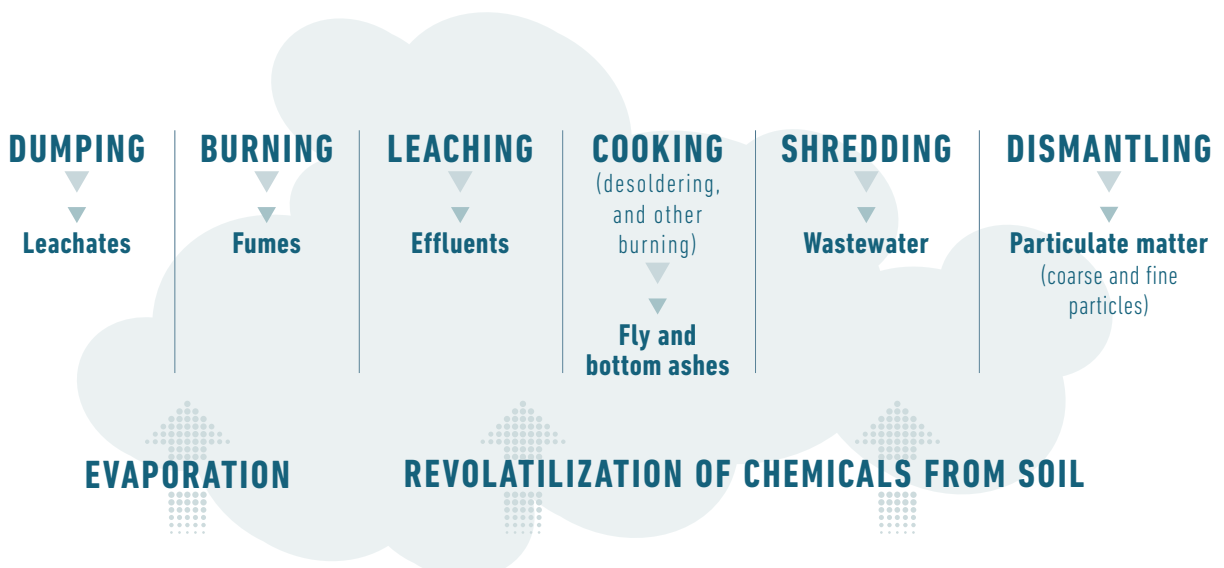 DUMPING
Leachates
BURNING
Fumes
LEACHING
Effluents
COOKING
(desoldering,
and other
burning)
Fly and
bottom ashes
SHREDDING
Wastewater
DISMANTLING
Particulate matter
(coarse and fine
particles)
EVAPORATION
REVOLATILIZATION OF CHEMICALS FROM SOIL